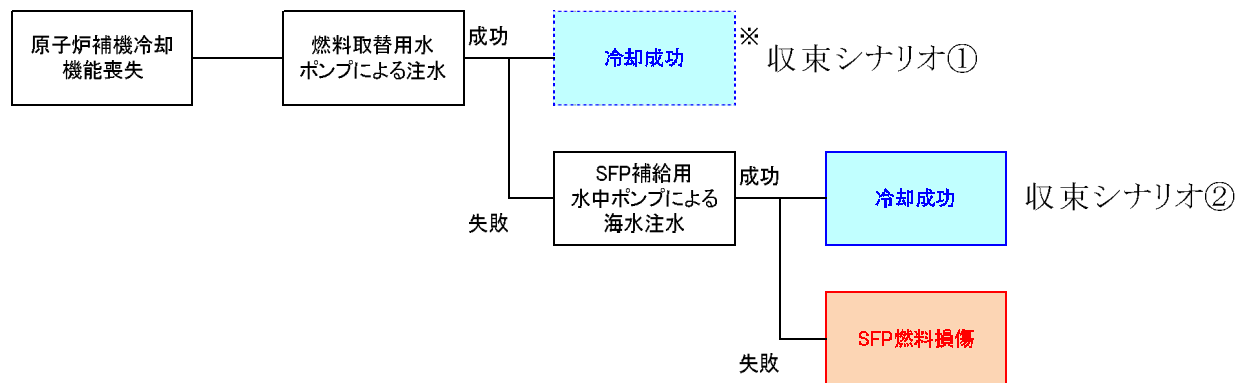 原子炉補機冷却
機能喪失
燃料取替用水
ポンプによる注水
成功
冷却成功
※
収束シナリオ①
失敗
SFP補給用
水中ポンプによる
海水注水
成功
冷却成功
収束シナリオ②
失敗
SFP燃料損傷